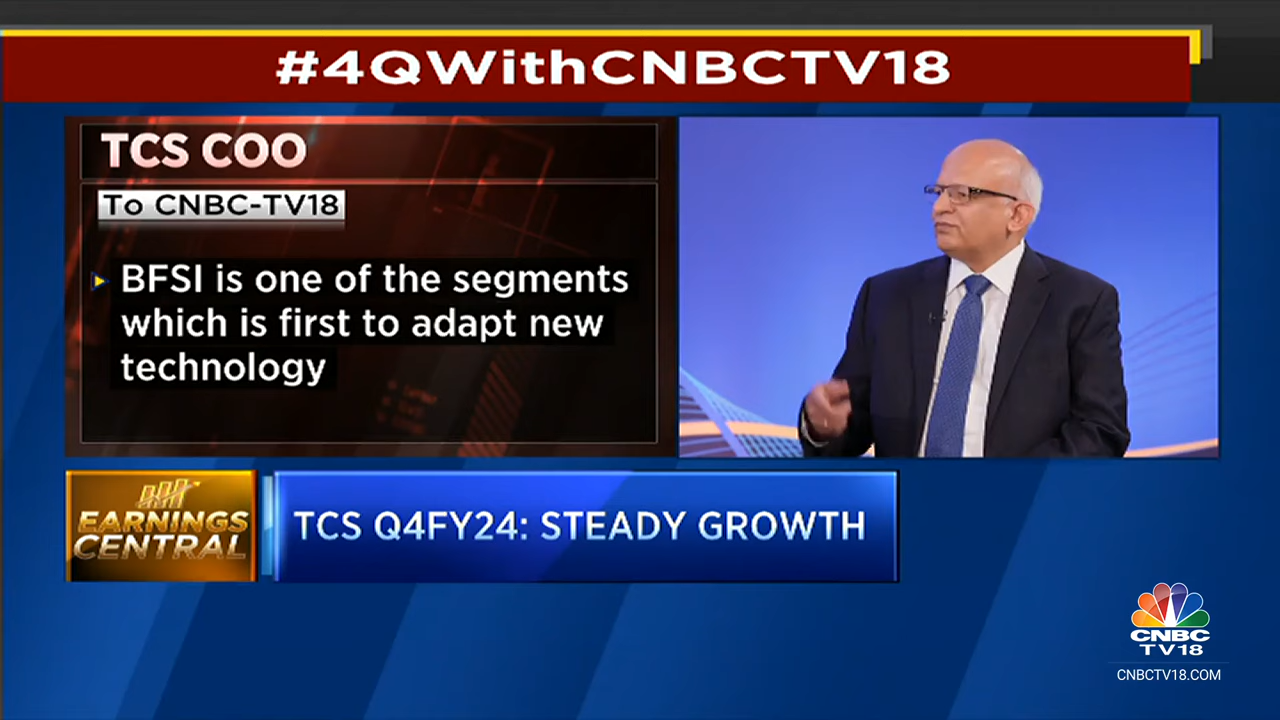 #4QWithCNBCTV18
TCS COO
To CNBC-TV18
BFSI is one of the segments
which is first to adapt new
technology
EARNINGS
CENTRAL
TCS Q4FY24: STEADY GROWTH
CNBC
TV18
CNBCTV18.COM